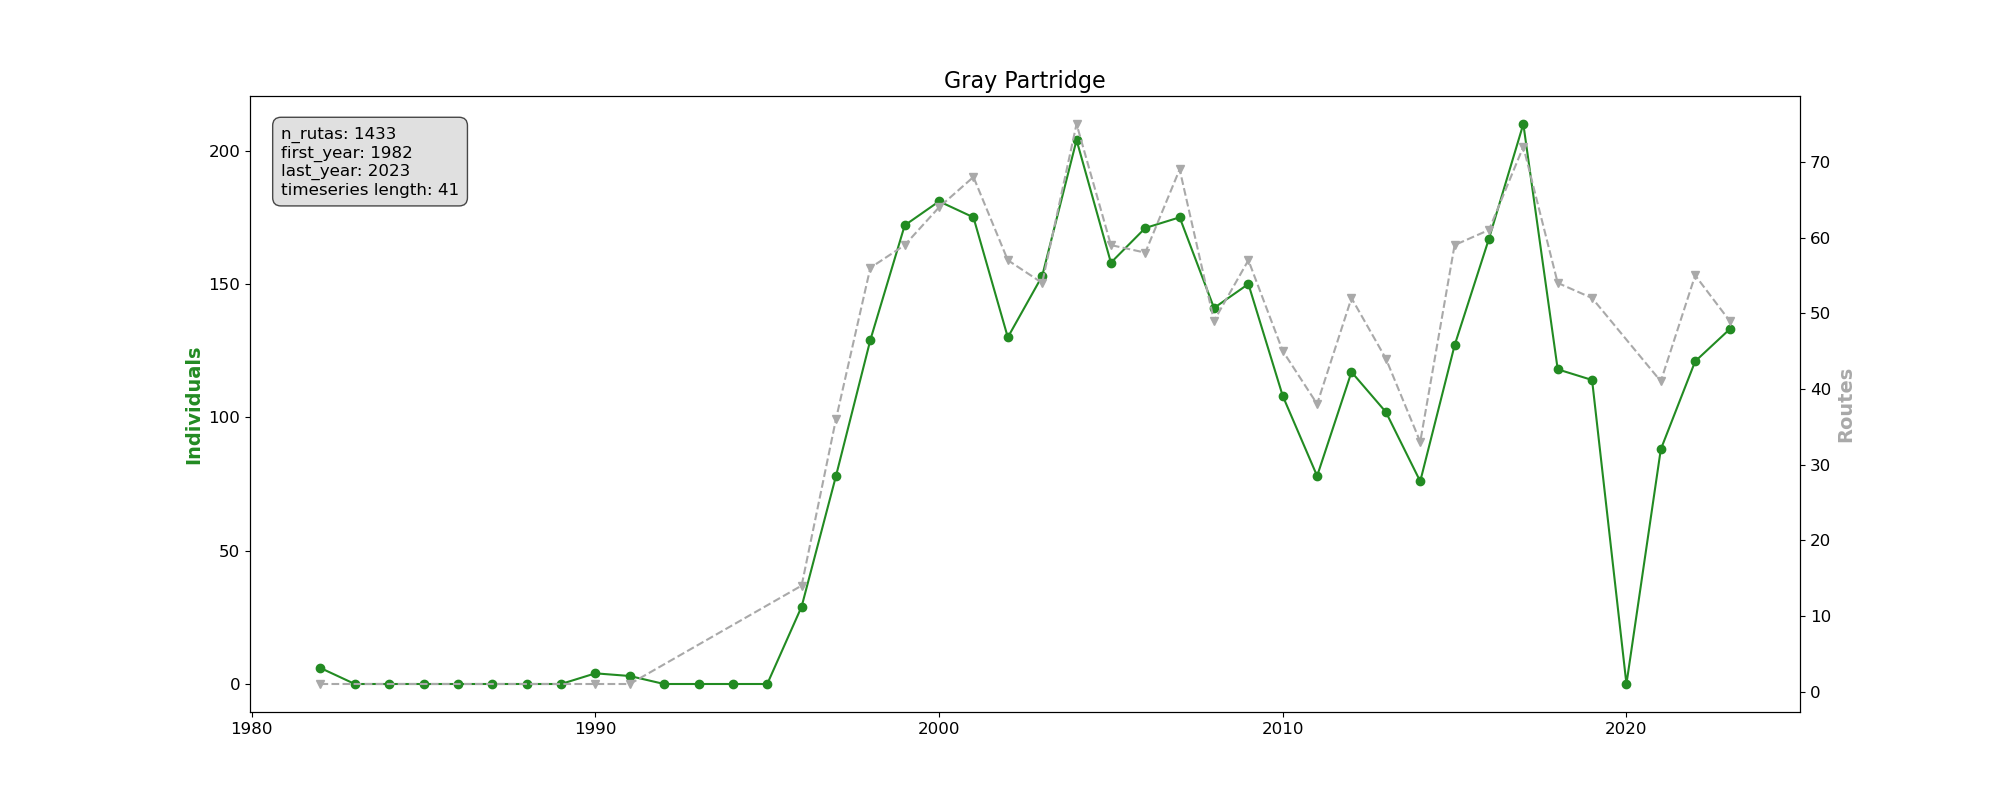 Gray Partridge
n_rutas: 1433
first_year: 1982
last_year: 2023
timeseries length: 41
200
150
100
50
0
Individuals
70
60
50
40
30
20
10
0
Routes
1980
1990
2000
2010
2020